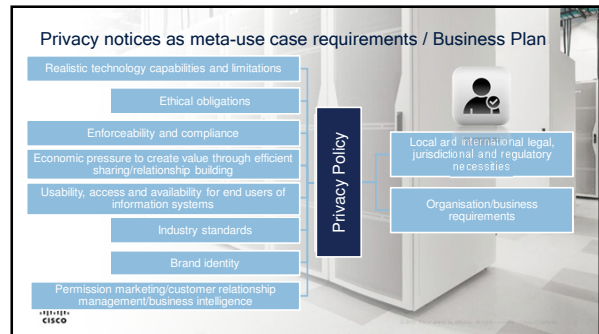 Privacy notices as meta-use case requirements / Business Plan
Realistic technology capabilities and limitations
Ethical obligations
Enforceability and compliance
Economic pressure to create value through efficient
sharing/relationship building
Usability, access and availability for end users of
information systems
Industry standards
Brand identity
Permission marketing/customer relationship
management/business intelligence
Privacy Policy
Local and international legal,
jurisdictional and regulatory
necessities
Organisation/business
requirements
CISCO